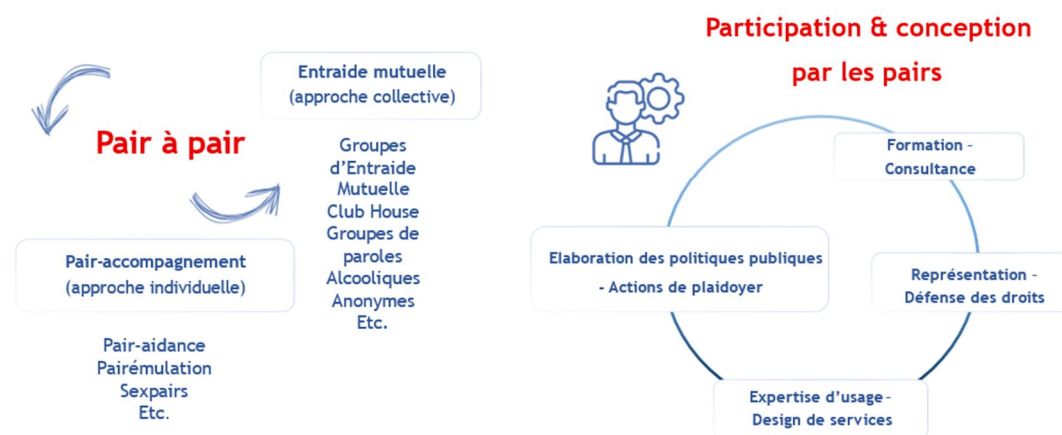 Pair à pair
Entraide mutuelle
(approche collective)
Groupes
d’Entraide
Mutuelle
Club House
Groupes de
paroles
Alcooliques
Anonymes
Etc.
Pair-accompagnement
(approche individuelle)
Pair-aidance
Pairémulation
Sexpairs
Etc.
Participation & conception
par les pairs
Formation –
Consultance
Elaboration des politiques publiques
- Actions de plaidoyer
Représentation –
Défense des droits
Expertise d’usage–
Design de services